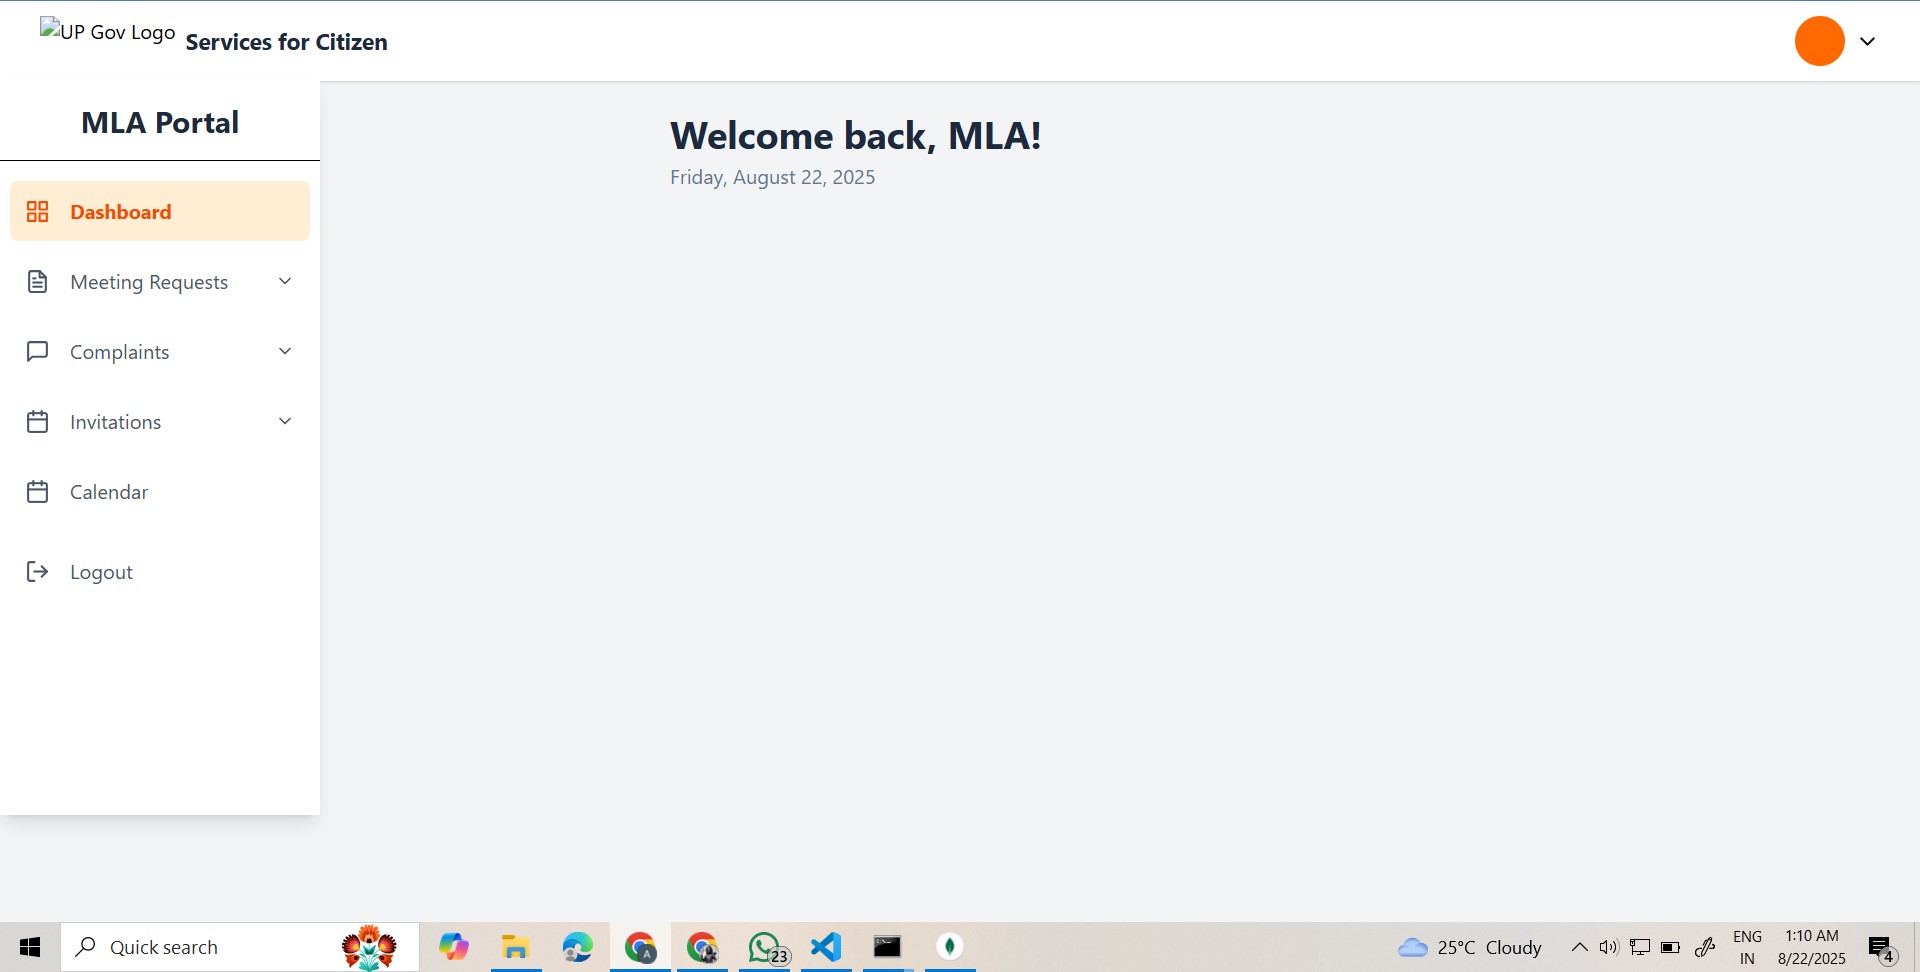 UP Gov Logo
Services for Citizen
MLA Portal
Dashboard
Meeting Requests
Complaints
Invitations
Calendar
Logout
Welcome back, MLA!
Friday, August 22, 2025
Quick search
A
23
25°C Cloudy
ENG
IN
1:10 AM
8/22/2025
4